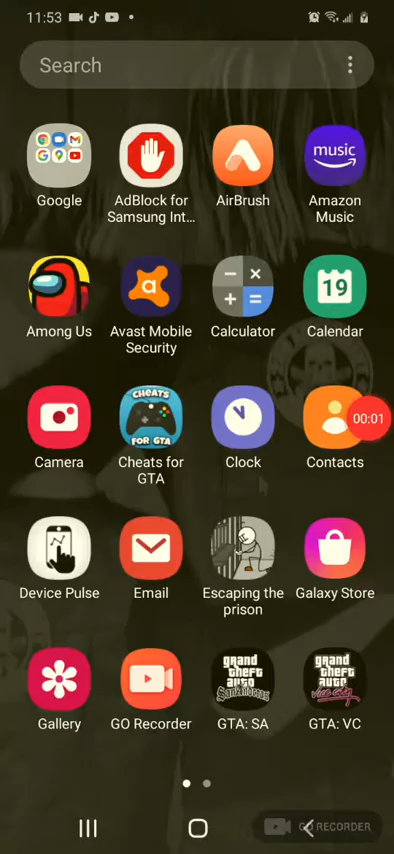 11:53
Search
Google
AdBlock for
Samsung Int...
AirBrush
music
Amazon
Music
Among Us
Avast Mobile
Security
Calculator
19
Calendar
Camera
CHEATS
FOR GTA
Cheats for
GTA
Clock
00:01
Contacts
Device Pulse
Email
Escaping the
prison
Galaxy Store
Gallery
GO Recorder
grand
theft
auto
San Andreas
GTA: SA
grand
theft
auto
Vice City
GTA: VC
GO RECORDER